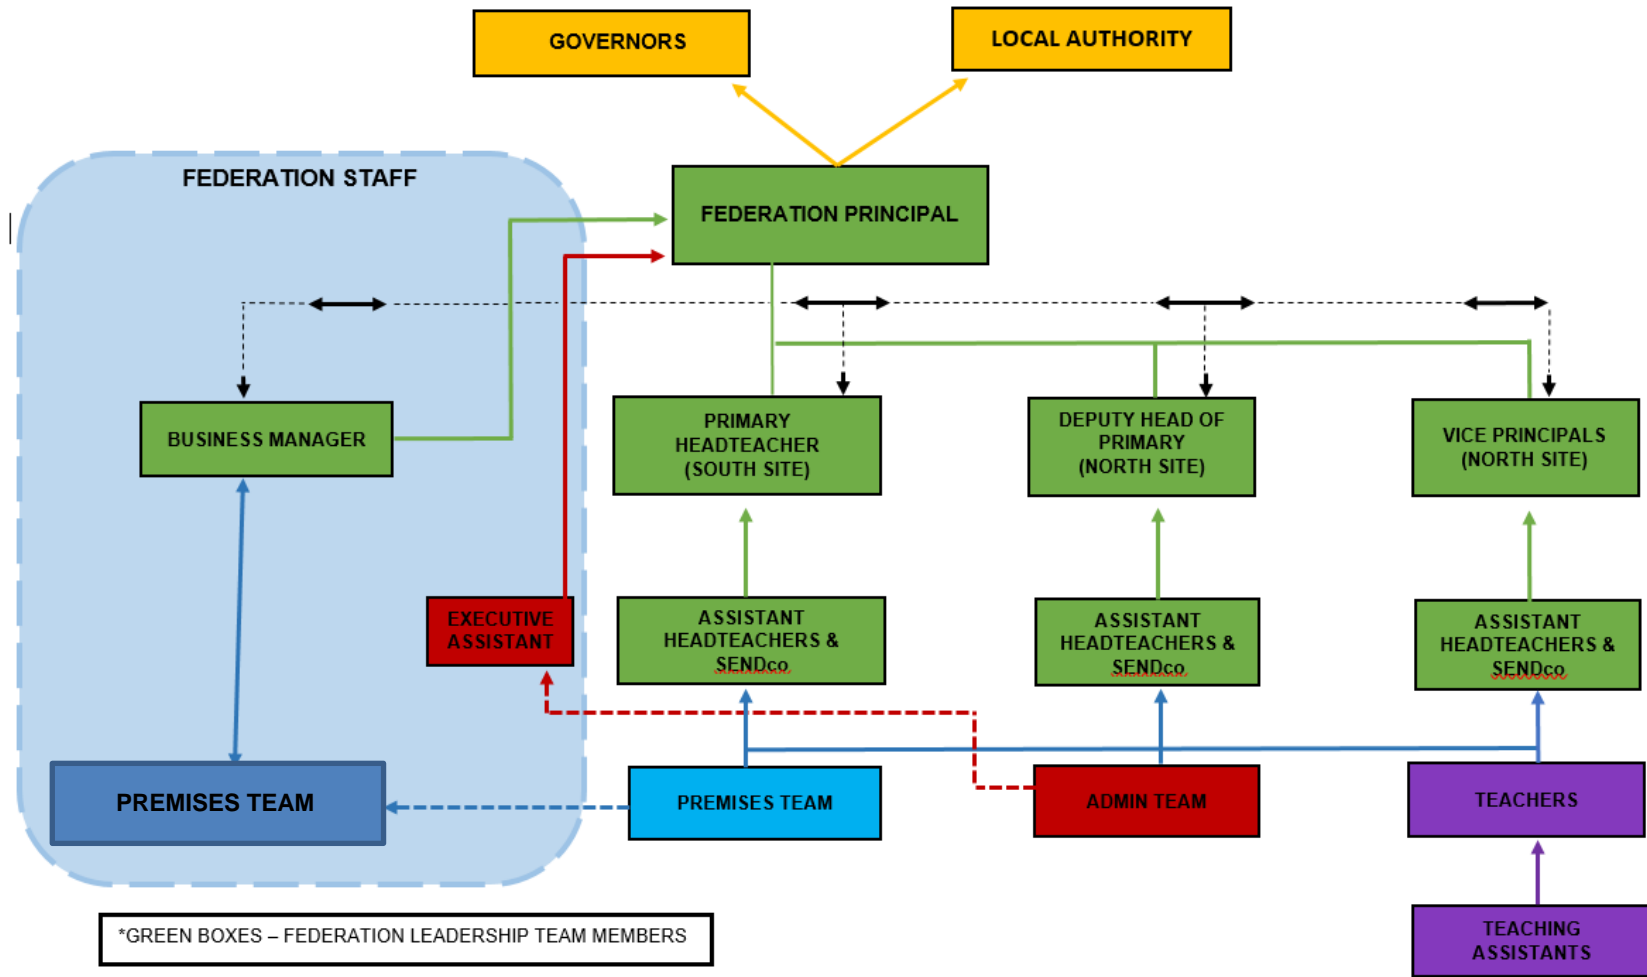 GOVERNORS
LOCAL AUTHORITY
FEDERATION STAFF
FEDERATION PRINCIPAL
BUSINESS MANAGER
PRIMARY
HEADTEACHER
(SOUTH SITE)
DEPUTY HEAD OF
PRIMARY
(NORTH SITE)
VICE PRINCIPALS
(NORTH SITE)
EXECUTIVE
ASSISTANT
ASSISTANT
HEADTEACHERS &
SENDco
ASSISTANT
HEADTEACHERS &
SENDco
ASSISTANT
HEADTEACHERS &
SENDco
PREMISES TEAM
PREMISES TEAM
ADMIN TEAM
TEACHERS
*GREEN BOXES – FEDERATION LEADERSHIP TEAM MEMBERS
TEACHING
ASSISTANTS